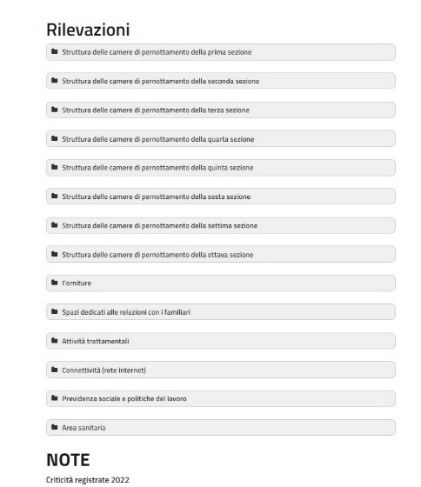 Rilevazioni
Struttura delle camere di pernottamento della prima sezione
Struttura delle camere di pernottamento della seconda sezione
Struttura delle camere di pernottamento della terza sezione
Struttura delle camere di pernottamento della quarta sezione
Struttura delle camere di pernottamento della quinta sezione
Struttura delle camere di pernottamento della sesta sezione
Struttura delle camere di pernottamento della settima sezione
Struttura delle camere di pernottamento della ottava sezione
Forniture
Spazi dedicati alle relazioni con i familiari
Attività trattamentali
Connettività (rete internet)
Previdenza sociale e politiche del lavoro
Area sanitaria
NOTE
Criticità registrate 2022